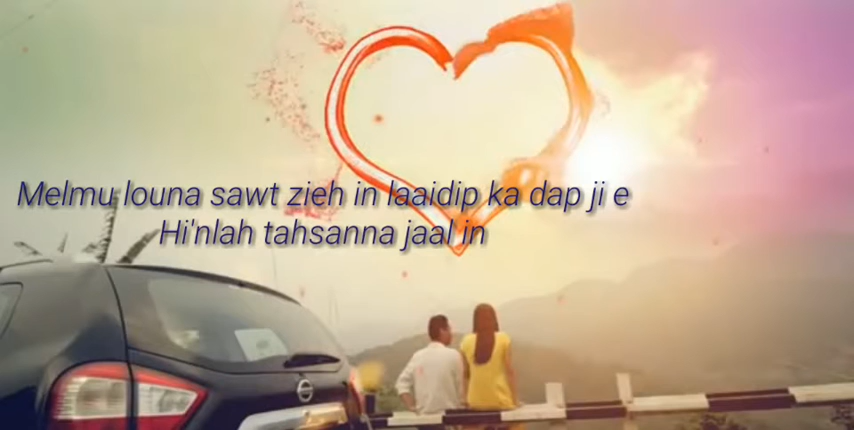 Melmu louna sawt zieh in laaidip ka dap ji e
Hi'nlah tahsanna jaal in